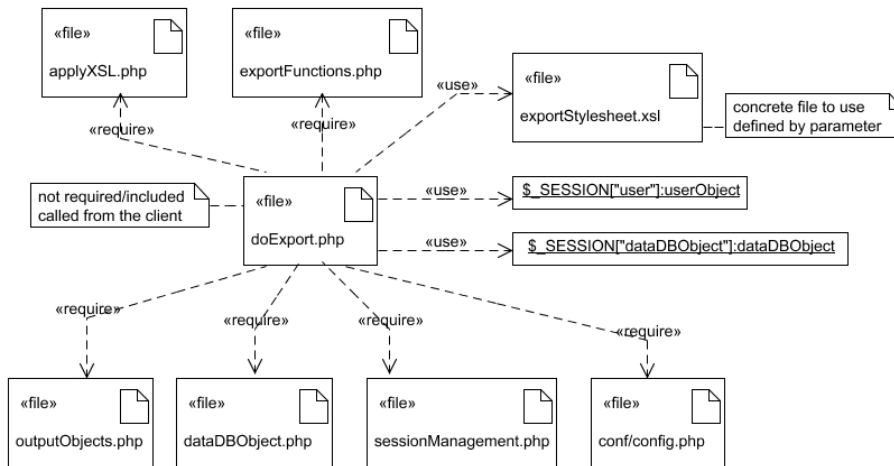 «file»
applyXSL.php
«file»
exportFunctions.php
«use»
«file»
exportStylesheet.xsl
concrete file to use
defined by parameter
«require»
«require»
not required/included
called from the client
«file»
doExport.php
«use»
$_SESSION["user"]:userObject
«use»
$_SESSION["dataDBObject"]:dataDBObject
«require»
«require»
«require»
«require»
«file»
outputObjects.php
«file»
dataDBObject.php
«file»
sessionManagement.php
«file»
conf/config.php